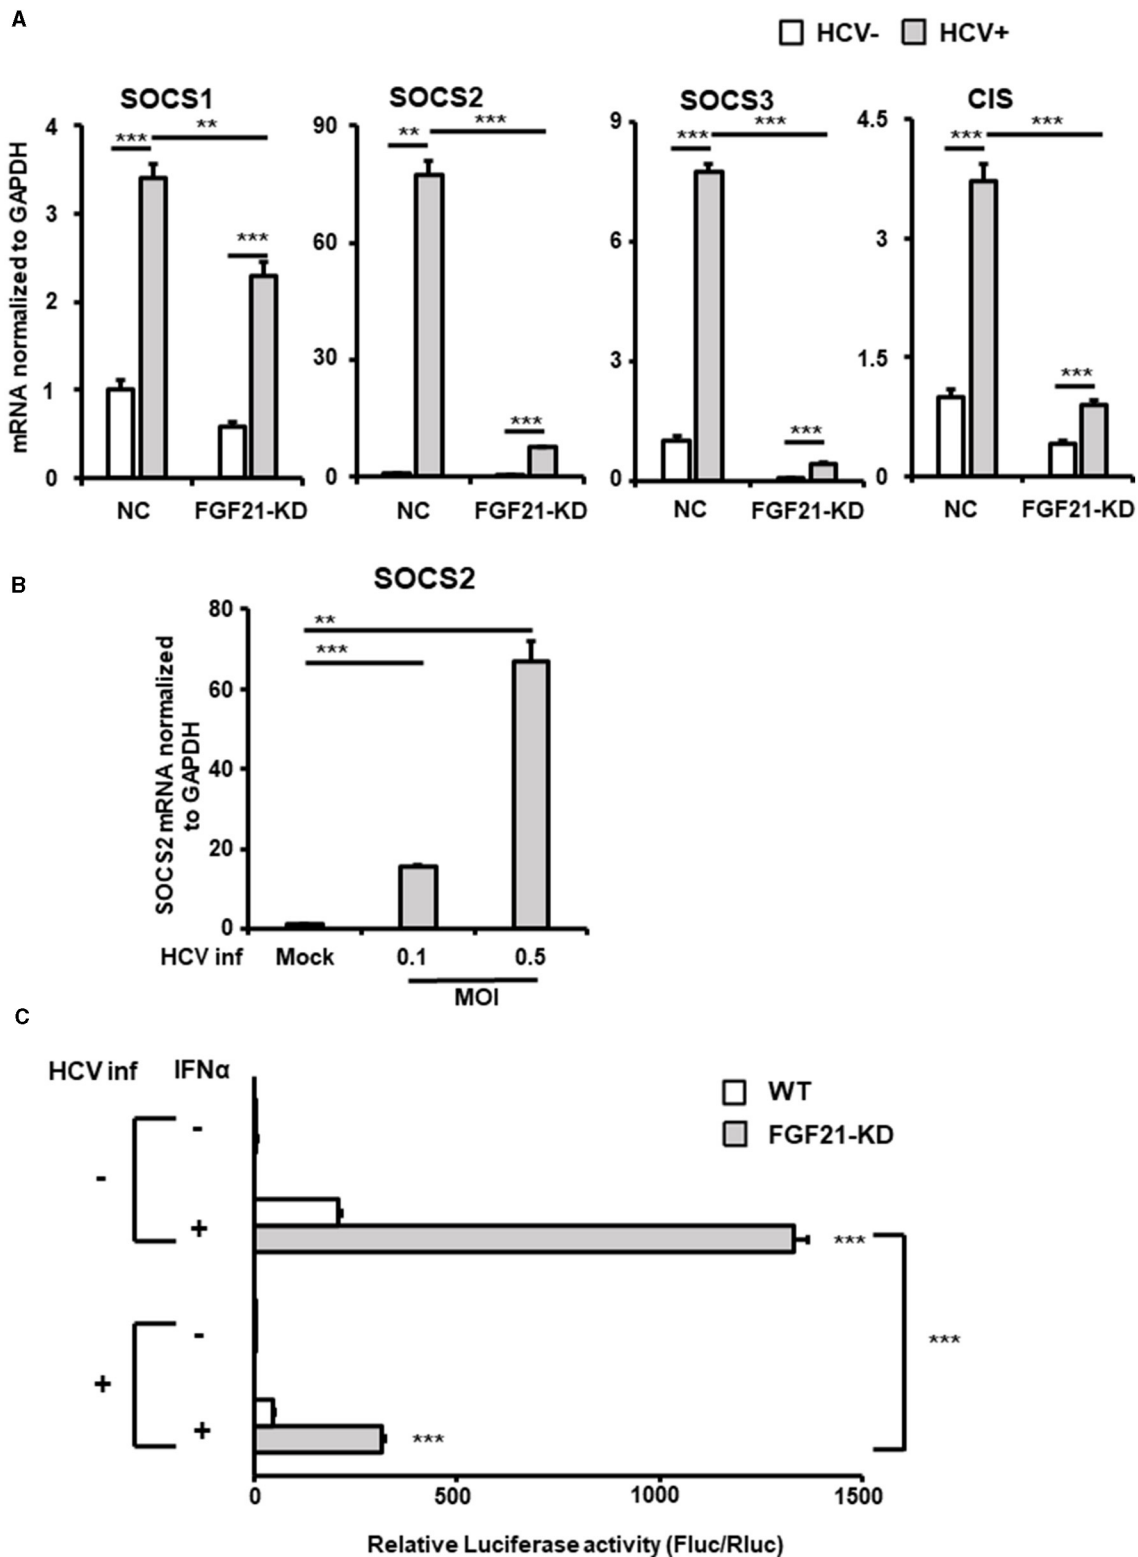 A
HCV- HCV+
SOCS1 SOCS2 SOCS3 CIS
mRNA normalized to GAPDH
4
3
2
1
0
*** **
***
NC FGF21-KD
90
60
30
0
** ***
***
NC FGF21-KD
9
6
3
0
*** ***
***
NC FGF21-KD
4.5
3
1.5
0
*** ***
***
NC FGF21-KD
B
SOCS2
SOCS2 mRNA normalized
to GAPDH
80
60
40
20
0
**
***
HCV inf Mock 0.1 0.5
MOI
C
HCV inf IFNα
WT
FGF21-KD
-
-
+
***
***
-
+
+
***
0 500 1000 1500
Relative Luciferase activity (Fluc/Rluc)